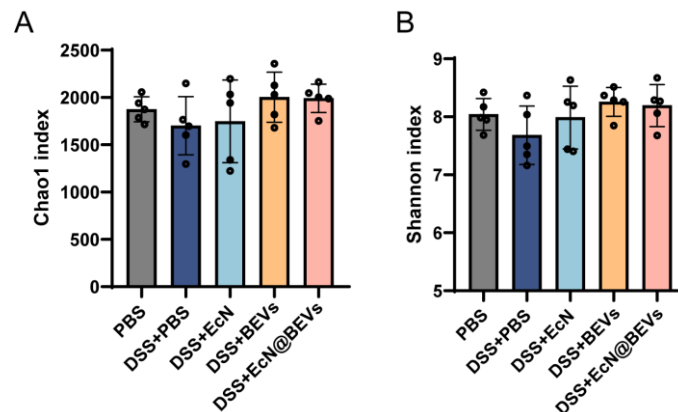 A
Chao1 index
2500
2000
1500
1000
500
0
PBS
DSS+PBS
DSS+EcN
DSS+BEVs
DSS+EcN@BEVs
B
Shannon index
9
8
7
6
5
PBS
DSS+PBS
DSS+EcN
DSS+BEVs
DSS+EcN@BEVs